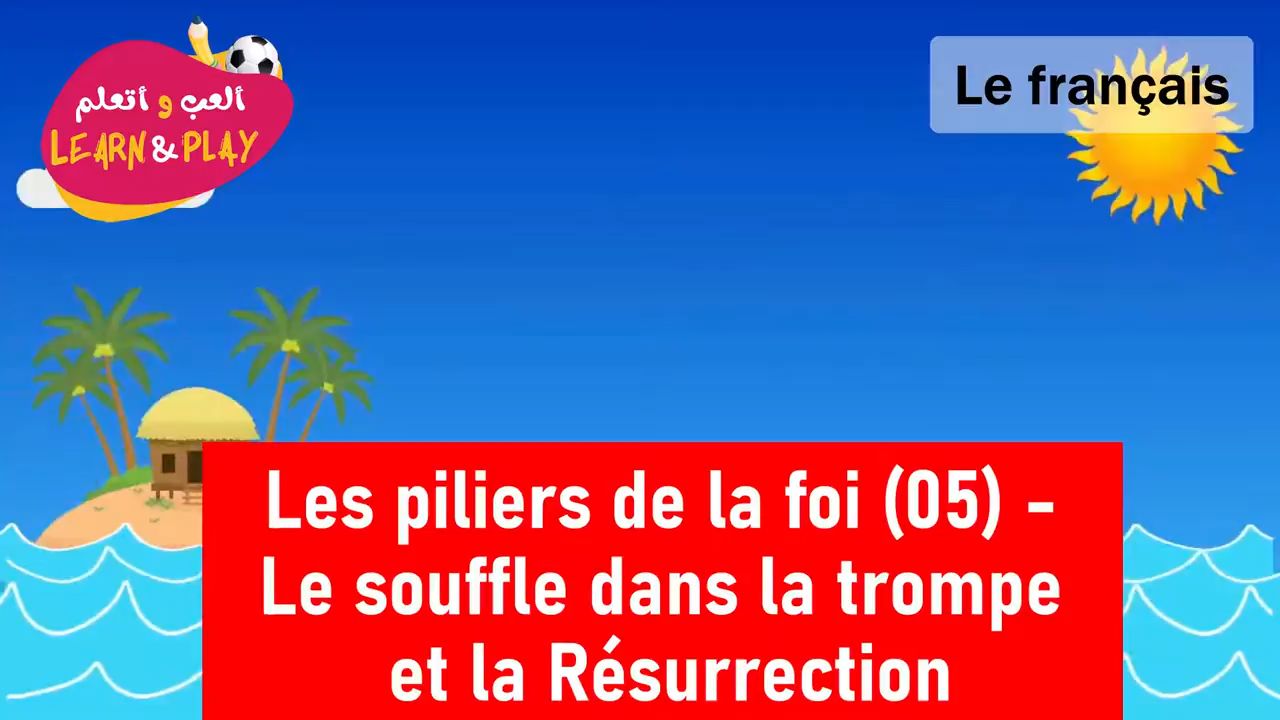 ألعب و أتعلم
LEARN & PLAY
Le français
Les piliers de la foi (05) -
Le souffle dans la trompe
et la Résurrection